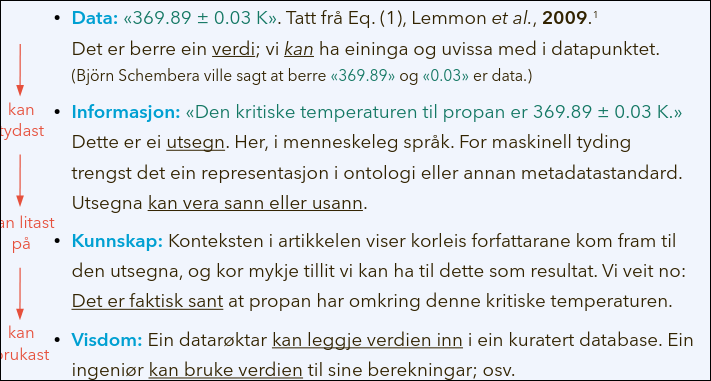 • Data: «369.89 ± 0.03 K». Tatt frå Eq. (1), Lemmon et al., 2009.¹
Det er berre ein verdi; vi kan ha eininga og uvissa med i datapunktet.
(Björn Schembera ville sagt at berre «369.89» og «0.03» er data.)
kan
tydast
• Informasjon: «Den kritiske temperaturen til propan er 369.89 ± 0.03 K.»
Dette er ei utsegn. Her, i menneskeleg språk. For maskinell tyding
trengst det ein representasjon i ontologi eller annan metadatastandard.
Utsegna kan vera sann eller usann.
an litast
på
• Kunnskap: Konteksten i artikkelen viser korleis forfattarane kom fram til
den utsegna, og kor mykje tillit vi kan ha til dette som resultat. Vi veit no:
Det er faktisk sant at propan har omkring denne kritiske temperaturen.
kan
brukast
• Visdom: Ein datarøktar kan leggje verdien inn i ein kuratert database. Ein
ingeniør kan bruke verdien til sine berekningar; osv.